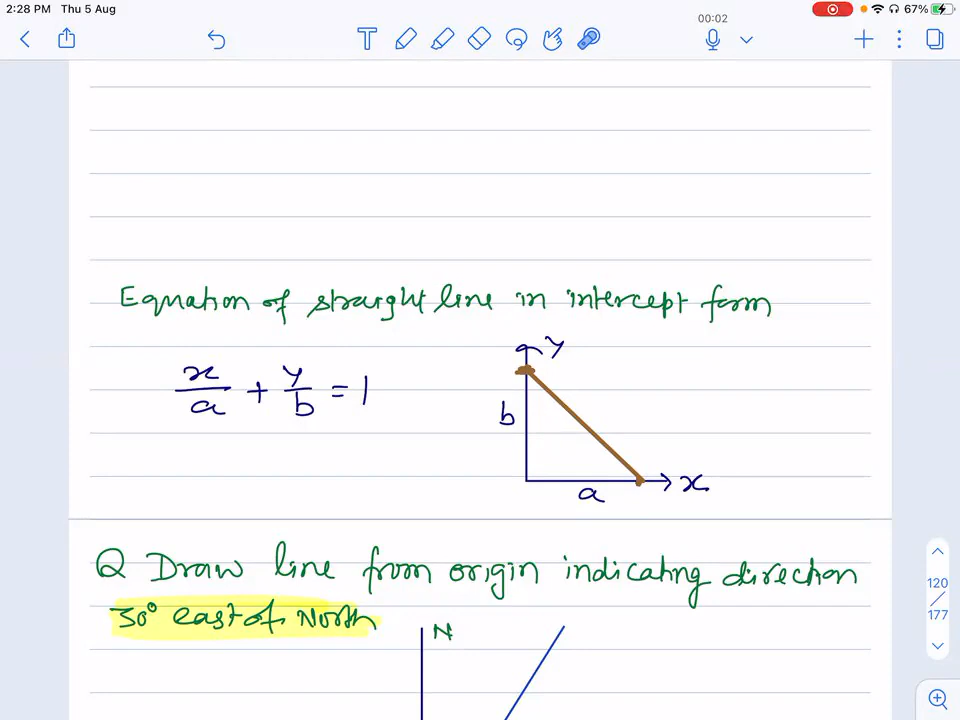 2:28 PM Thu 5 Aug
00:02
67%
T
Equation of straight line in intercept form
x/a + y/b = 1
y
b
a
x
120
/
177
Q Draw line from origin indicating direction
30° east of North
N